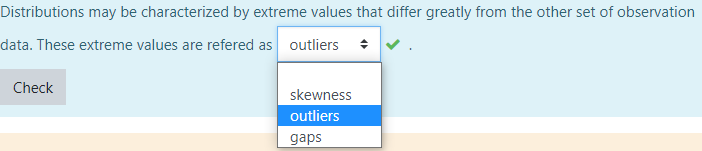 Distributions may be characterized by extreme values that differ greatly from the other set of observation
data. These extreme values are refered as outliers .
Check
skewness
outliers
gaps